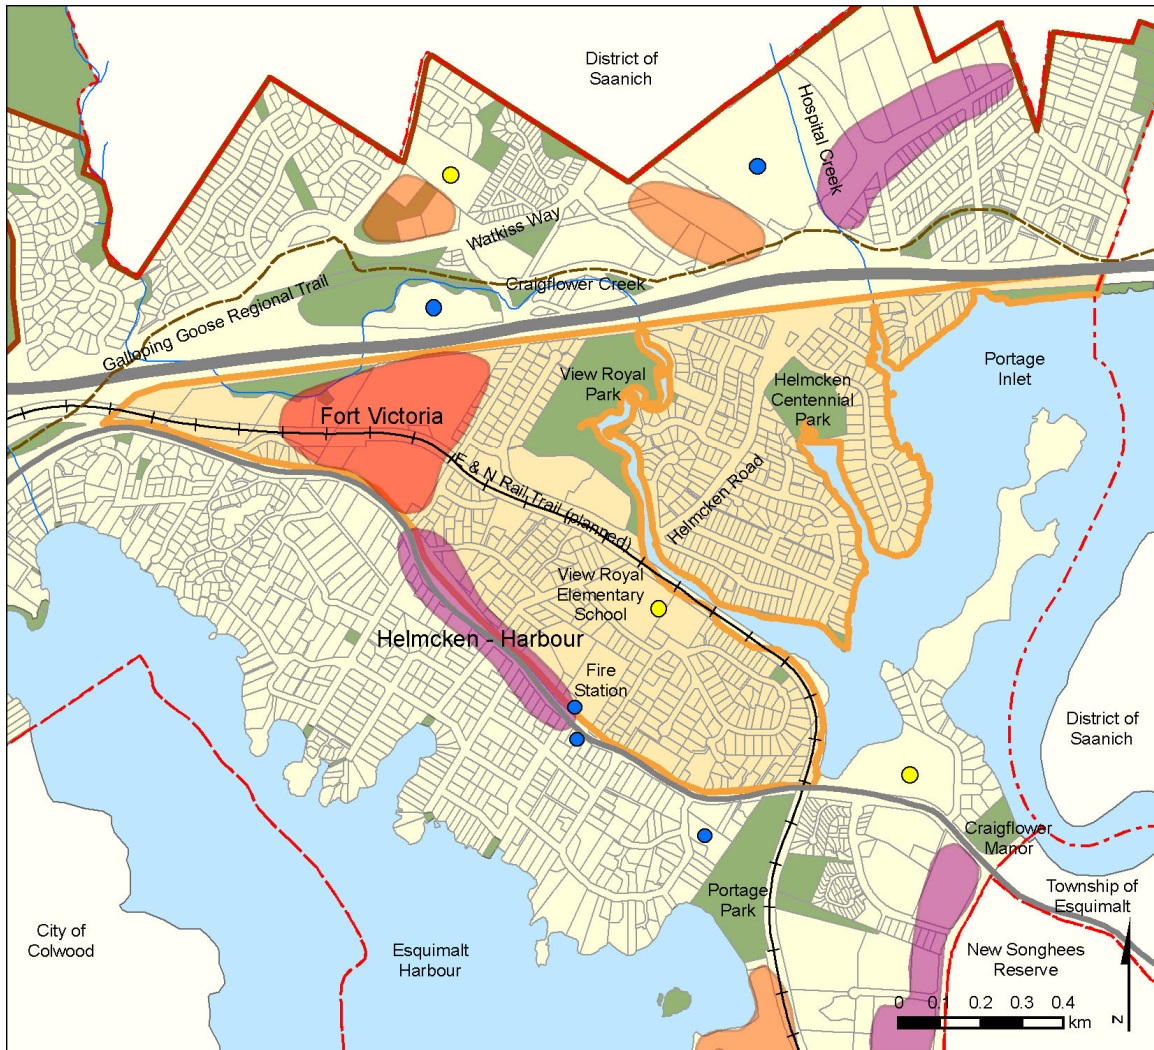 District of
Saanich
Hospital Creek
Watkiss Way
Craigflower Creek
Galloping Goose Regional Trail
Portage
Inlet
View Royal
Park
Helmcken
Centennial
Park
Fort Victoria
E & N Rail Trail (planned)
Helmcken Road
View Royal
Elementary
School
Helmcken - Harbour
Fire
Station
District of
Saanich
Craigflower
Manor
Township of
Esquimalt
Portage
Park
City of
Colwood
Esquimalt
Harbour
New Songhees
Reserve
0 0.1 0.2 0.3 0.4
km
N